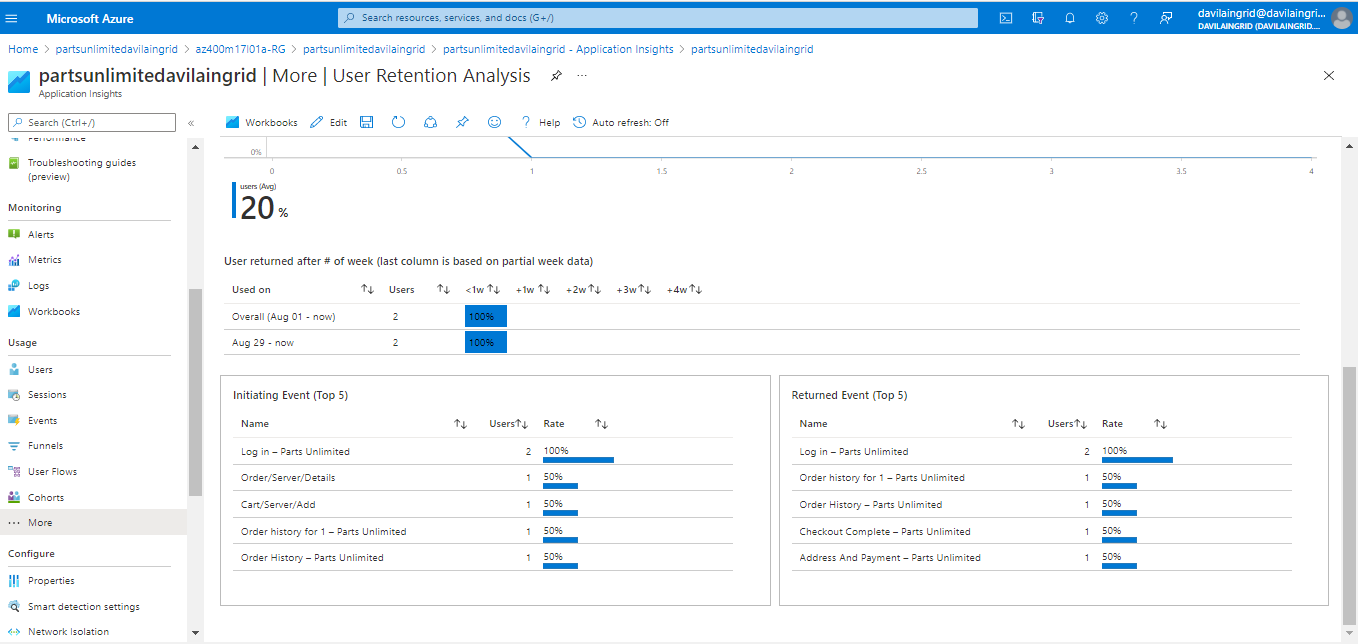 Microsoft Azure
Search resources, services, and docs (G+/)
davilaingrid@davilaingri...
DAVILAINGRID (DAVILAINGRID....
Home > partsunlimiteddavilaingrid > az400m17l01a-RG > partsunlimitedavilaingrid > partsunlimitedavilaingrid - Application Insights > partsunlimitedavilaingrid
partsunlimitedavilaingrid | More | User Retention Analysis
Application Insights
Search (Ctrl+/)
Performance
Troubleshooting guides
(preview)
Monitoring
Alerts
Metrics
Logs
Workbooks
Usage
Users
Sessions
Events
Funnels
User Flows
Cohorts
More
Configure
Properties
Smart detection settings
Network Isolation
Workbooks Edit Help Auto refresh: Off
0%
0 0.5 1 1.5 2 2.5 3 3.5 4
users (Avg)
20 %
User returned after # of week (last column is based on partial week data)
Used on Users <1w +1w +2w +3w +4w
Overall (Aug 01 - now) 2 100%
Aug 29 - now 2 100%
Initiating Event (Top 5)
Name Users Rate
Log in – Parts Unlimited 2 100%
Order/Server/Details 1 50%
Cart/Server/Add 1 50%
Order history for 1 – Parts Unlimited 1 50%
Order History – Parts Unlimited 1 50%
Returned Event (Top 5)
Name Users Rate
Log in – Parts Unlimited 2 100%
Order history for 1 – Parts Unlimited 1 50%
Order History – Parts Unlimited 1 50%
Checkout Complete – Parts Unlimited 1 50%
Address And Payment – Parts Unlimited 1 50%